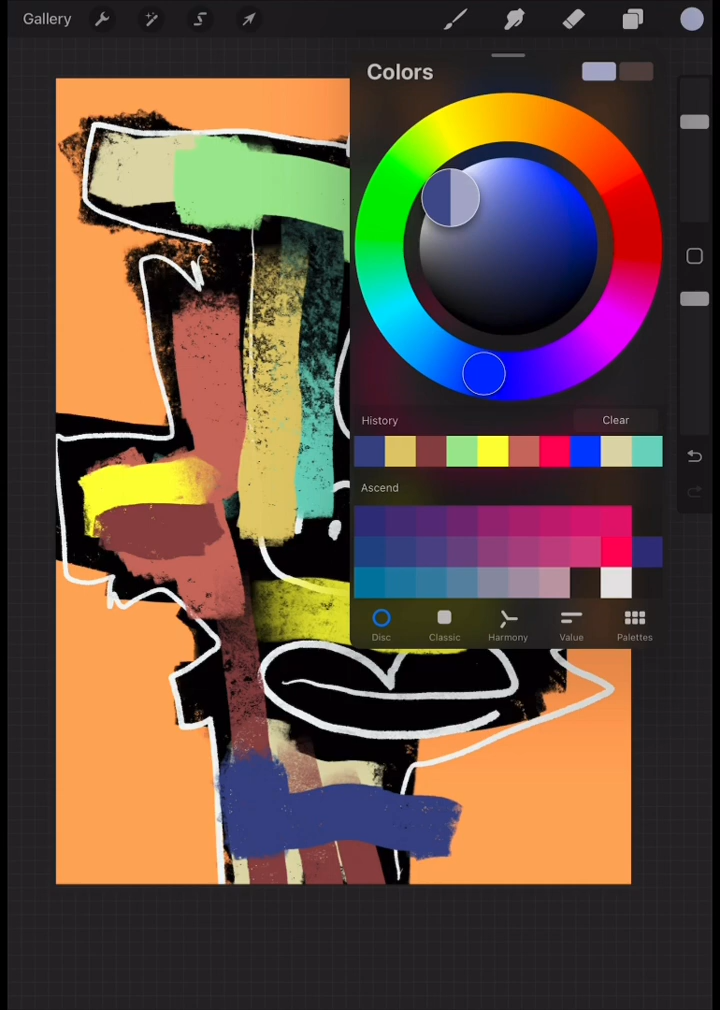 Gallery
Colors
History
Clear
Ascend
Disc
Classic
Harmony
Value
Palettes